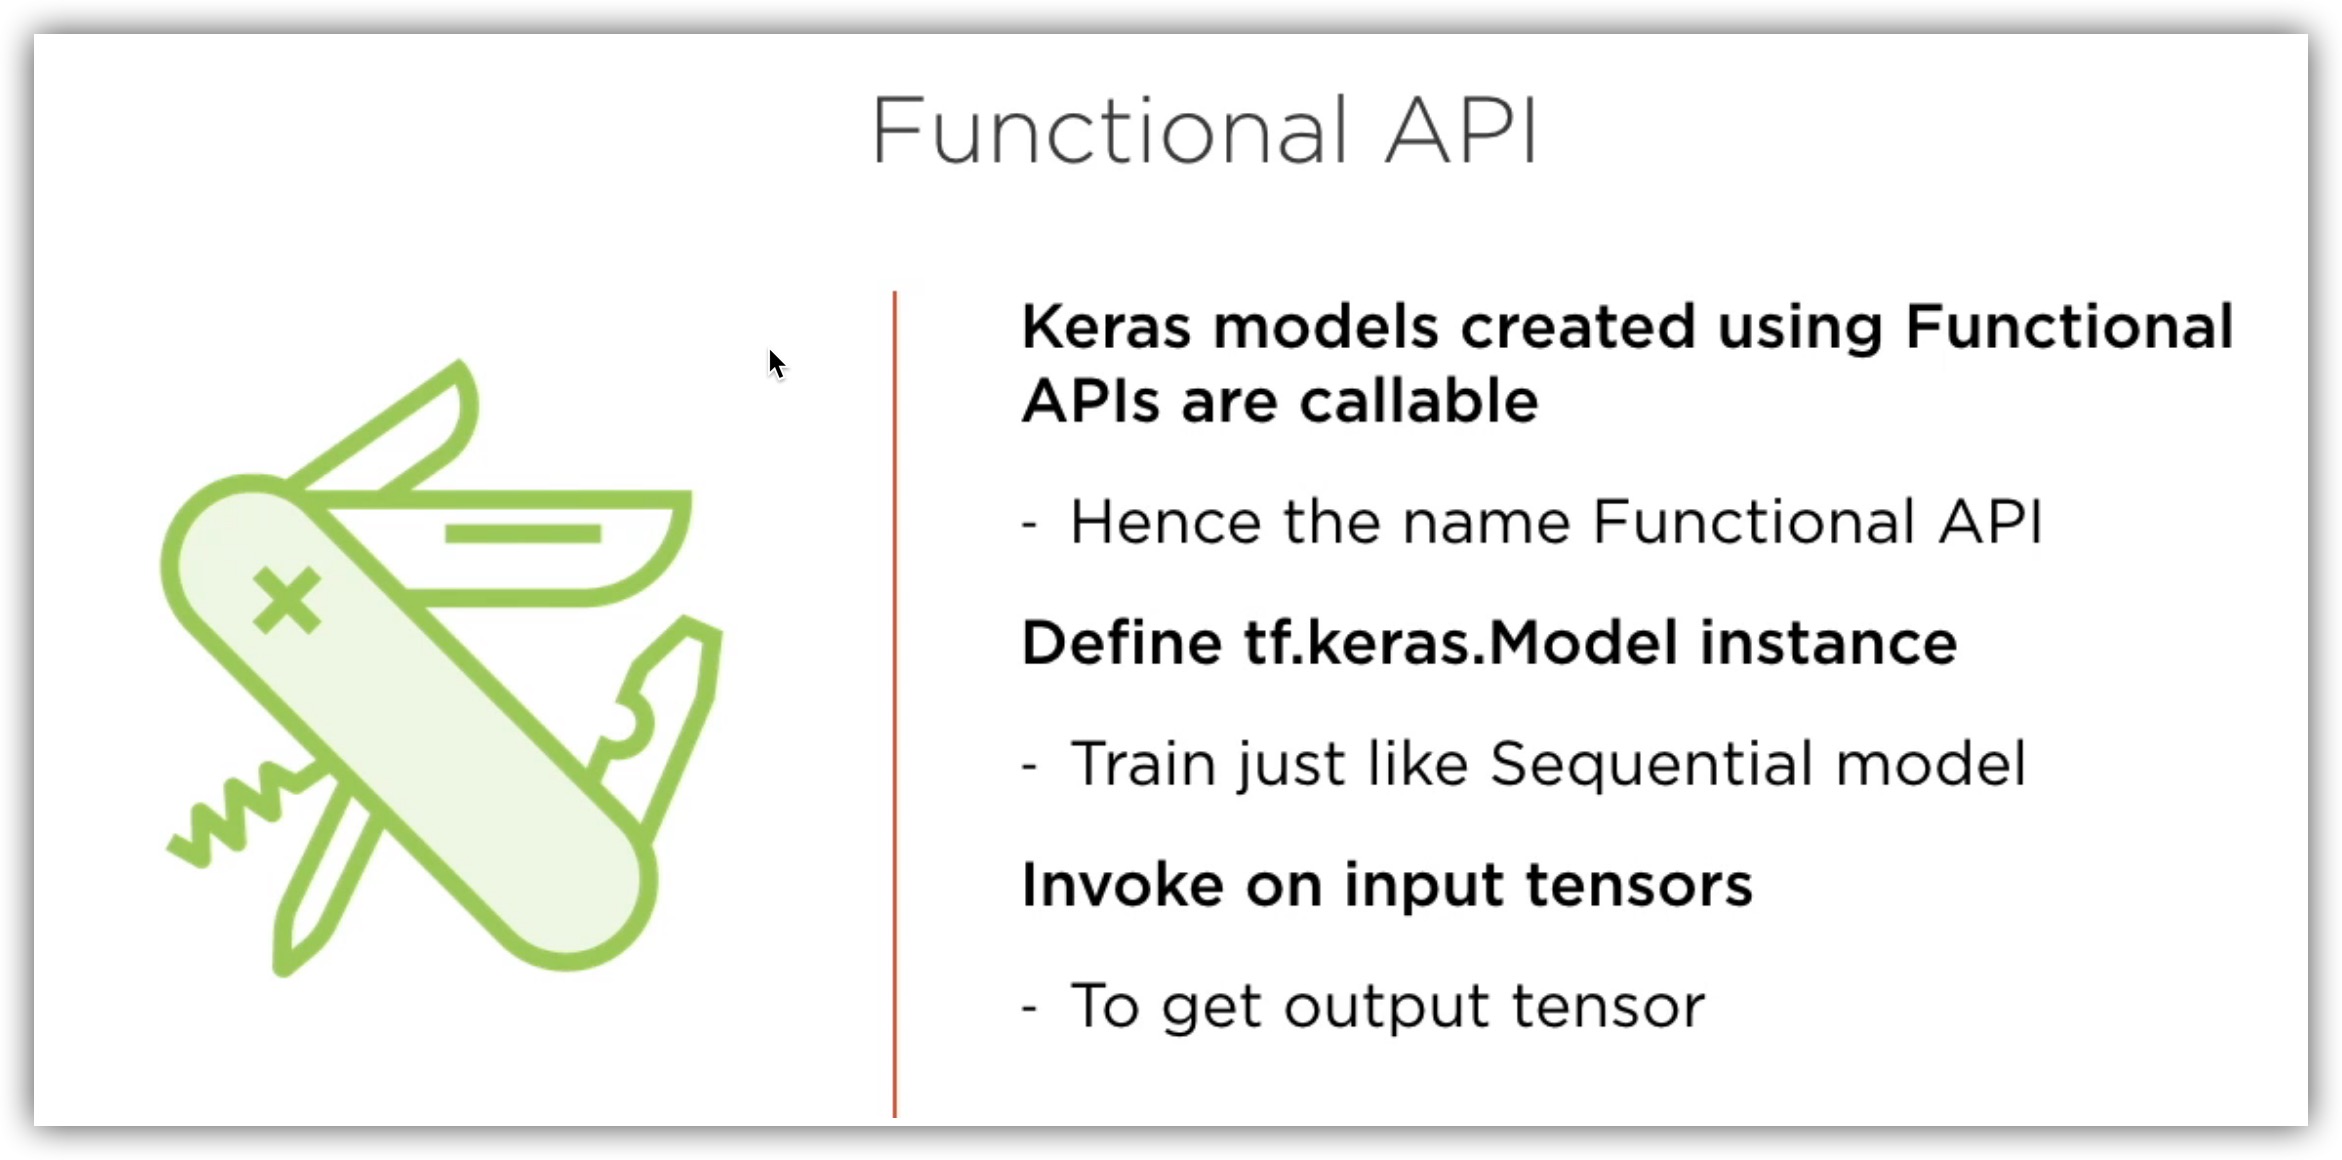 Functional API
Keras models created using Functional
APIs are callable
- Hence the name Functional API
Define tf.keras.Model instance
- Train just like Sequential model
Invoke on input tensors
- To get output tensor